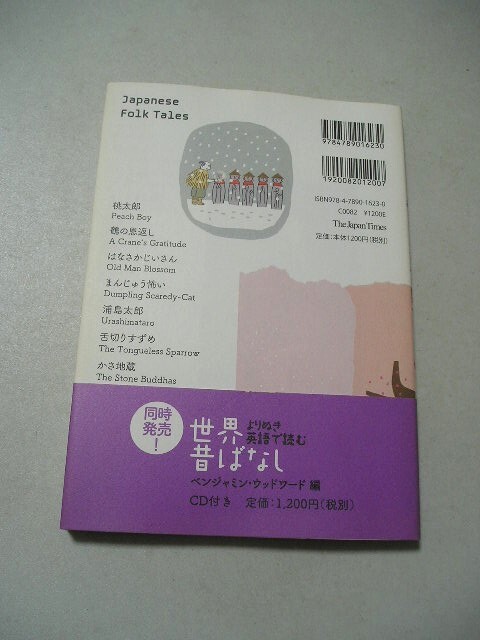 Japanese
Folk Tales
9784789016230
1920082012007
ISBN978-4-7890-1623-0
C0082 ¥1200E
The Japan Times
定価:本体1,200円(税別)
桃太郎
Peach Boy
鶴の恩返し
A Crane's Gratitude
はなさかじいさん
Old Man Blossom
まんじゅう怖い
Dumpling Scaredy-Cat
浦島太郎
Urashimataro
舌切りすずめ
The Tongueless Sparrow
かさ地蔵
The Stone Buddhas
同時
発売!
よりぬき
英語で読む
世界
昔ばなし
ベンジャミン・ウッドワード 編
CD付き 定価:1,200円(税別)